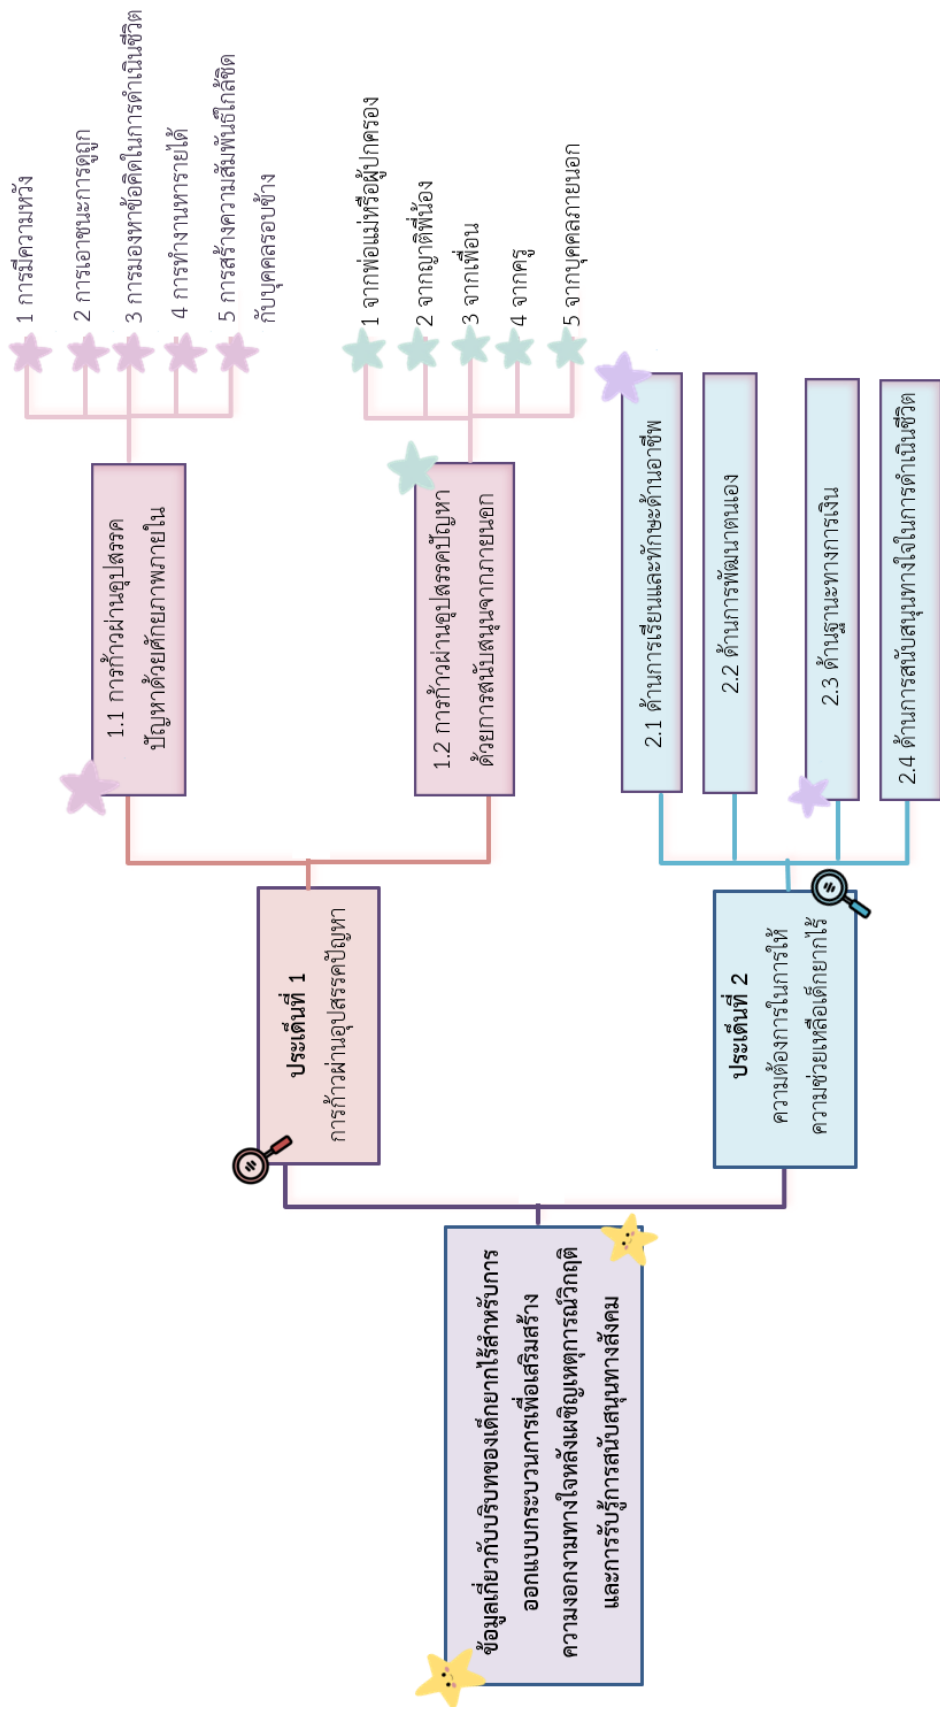 ข้อมูลเกี่ยวกับบริบทของเด็กยากไร้สำหรับการ
ออกแบบกระบวนการเพื่อเสริมสร้าง
ความงอกงามทางใจหลังเผชิญเหตุการณ์วิกฤติ
และการรับรู้การสนับสนุนทางสังคม
ประเด็นที่ 1
การก้าวผ่านอุปสรรคปัญหา
1.1 การก้าวผ่านอุปสรรค
ปัญหาด้วยศักยภาพภายใน
1 การมีความหวัง
2 การเอาชนะการดูถูก
3 การมองหาข้อคิดในการดำเนินชีวิต
4 การทำงานหารายได้
5 การสร้างความสัมพันธ์ใกล้ชิด
กับบุคคลรอบข้าง
1.2 การก้าวผ่านอุปสรรคปัญหา
ด้วยการสนับสนุนจากภายนอก
1 จากพ่อแม่หรือผู้ปกครอง
2 จากญาติพี่น้อง
3 จากเพื่อน
4 จากครู
5 จากบุคคลภายนอก
ประเด็นที่ 2
ความต้องการในการให้
ความช่วยเหลือเด็กยากไร้
2.1 ด้านการเรียนและทักษะด้านอาชีพ
2.2 ด้านการพัฒนาตนเอง
2.3 ด้านฐานะทางการเงิน
2.4 ด้านการสนับสนุนทางใจในการดำเนินชีวิต